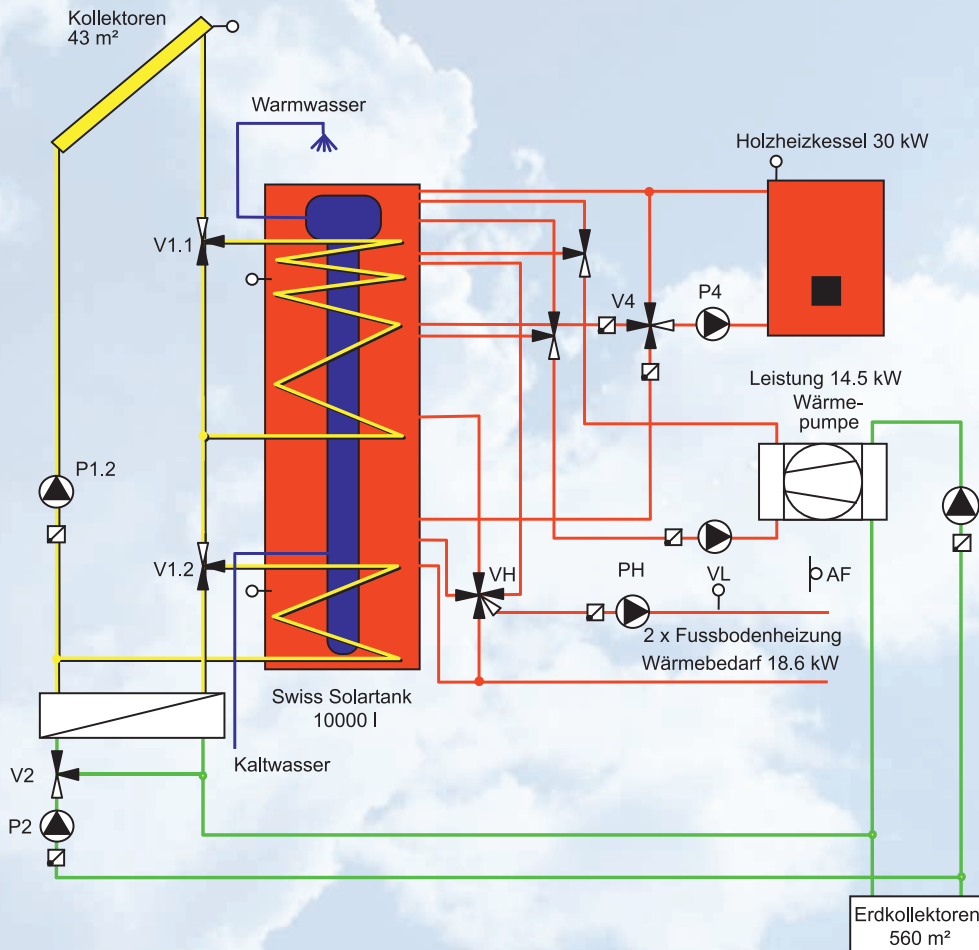 Kollektoren
43 m²
Warmwasser
Holzheizkessel 30 kW
V1.1
V4
P4
Leistung 14.5 kW
Wärme-
pumpe
P1.2
V1.2
VH
PH
VL
AF
2 x Fussbodenheizung
Wärmebedarf 18.6 kW
Swiss Solartank
10000 l
Kaltwasser
V2
P2
Erdkollektoren
560 m²